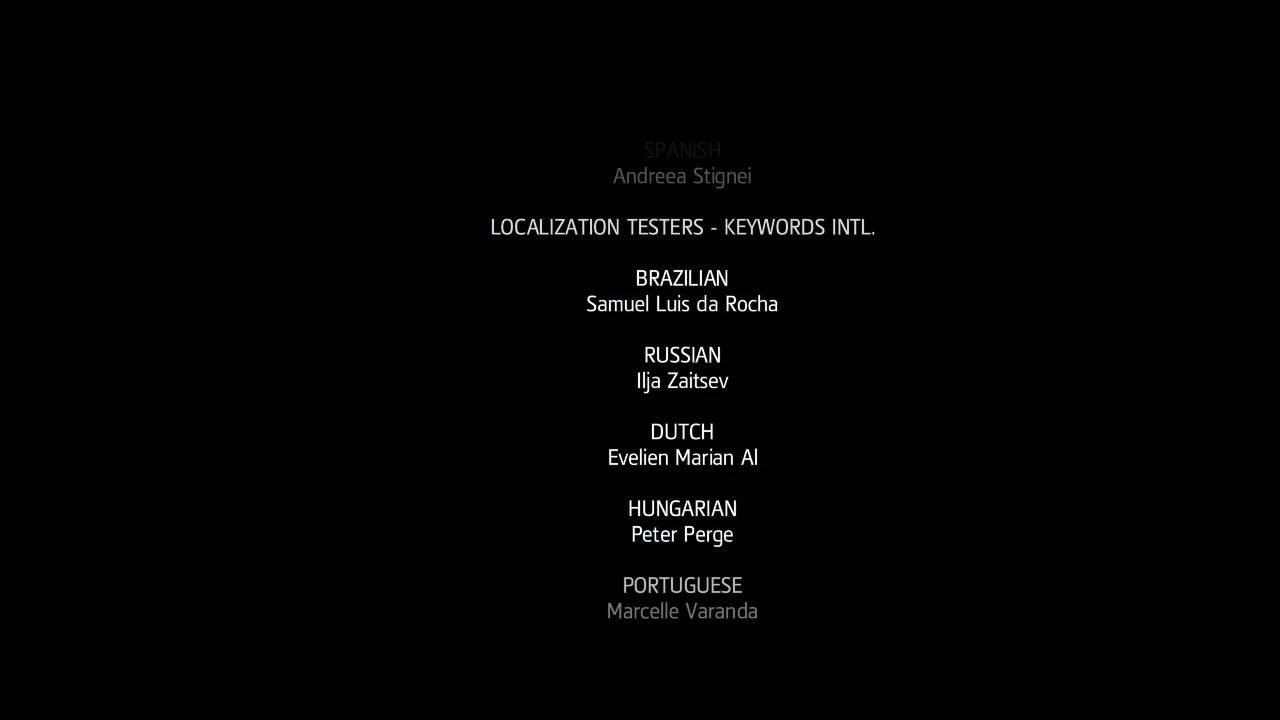 SPANISH
Andreea Stignei
LOCALIZATION TESTERS - KEYWORDS INTL.
BRAZILIAN
Samuel Luis da Rocha
RUSSIAN
Ilja Zaitsev
DUTCH
Evelien Marian Al
HUNGARIAN
Peter Perge
PORTUGUESE
Marcelle Varanda